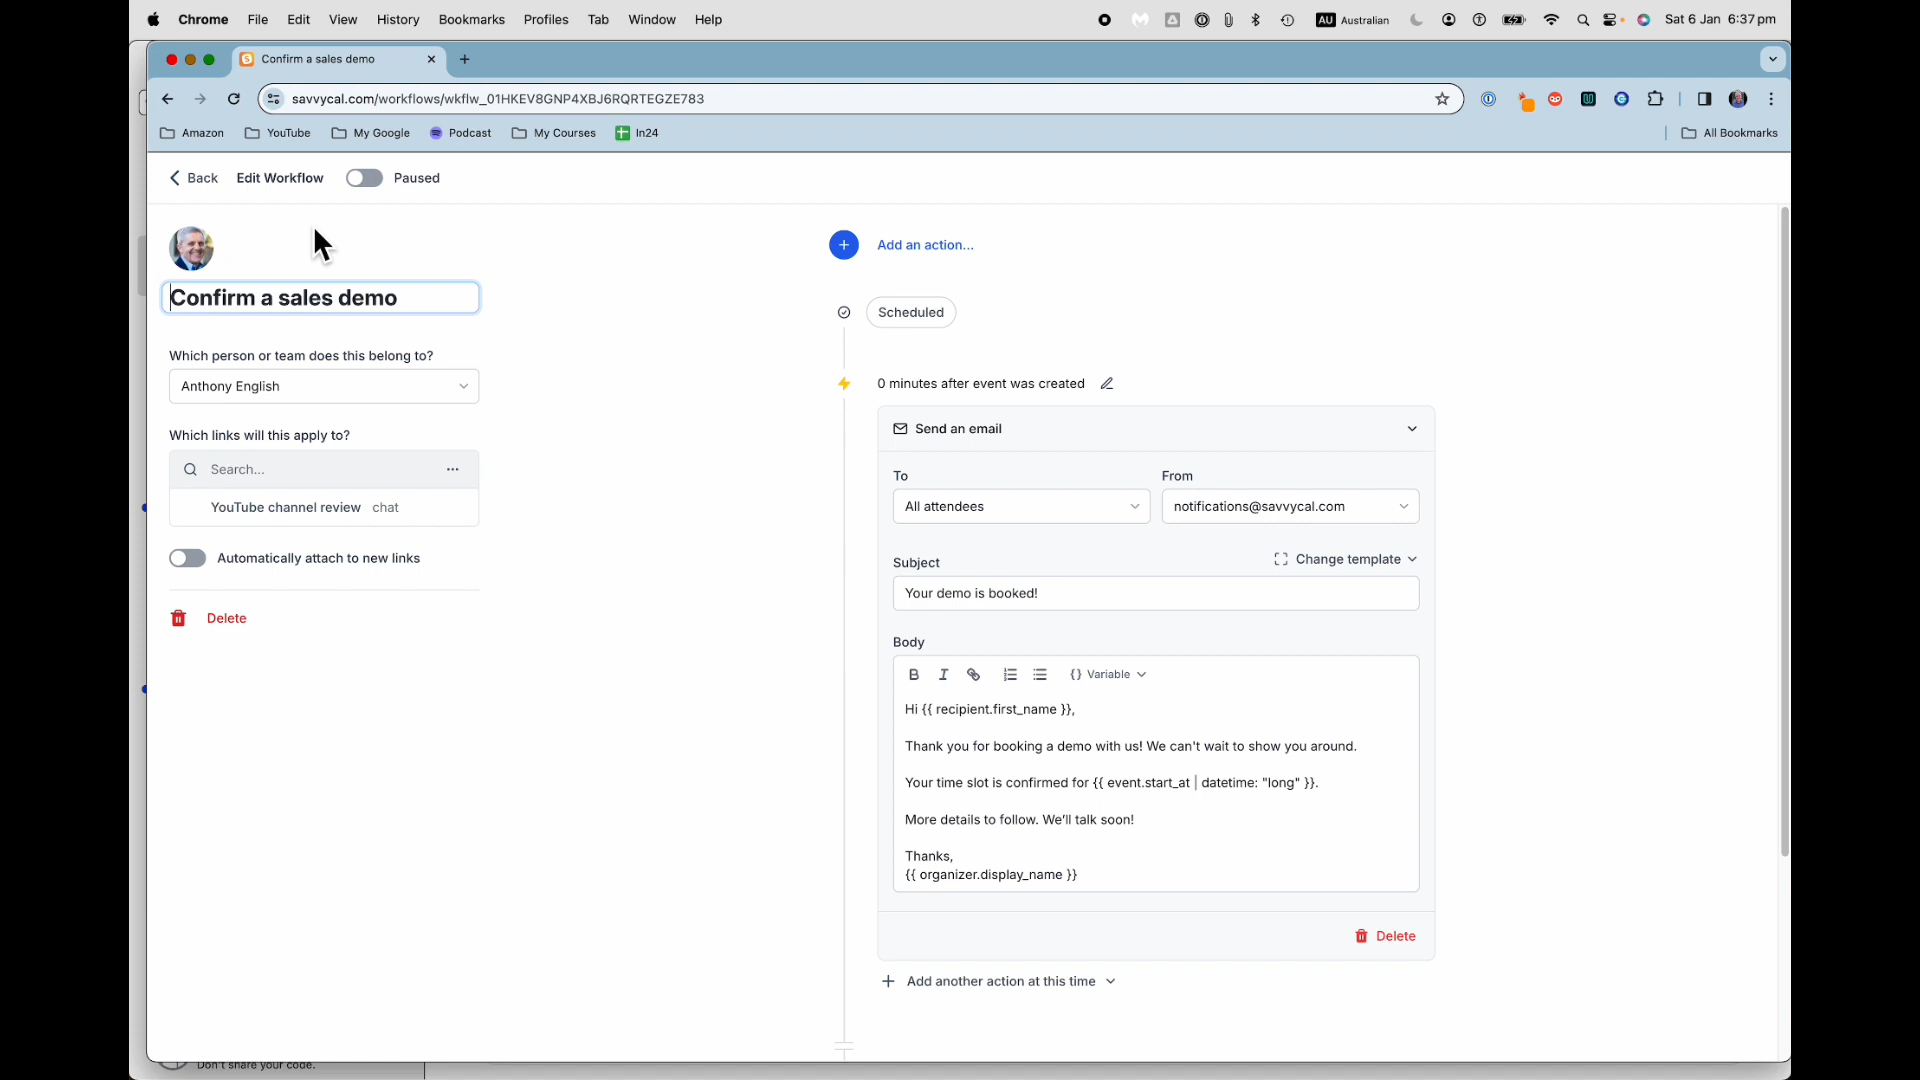 Chrome File Edit View History Bookmarks Profiles Tab Window Help
AU Australian Sat 6 Jan 6:37 pm
Confirm a sales demo
savvycal.com/workflows/wkflw_01HKEV8GNP4XBJ6RQRTEGZE783
Amazon YouTube My Google Podcast My Courses In24 All Bookmarks
Back Edit Workflow Paused
Confirm a sales demo
Which person or team does this belong to?
Anthony English
Which links will this apply to?
Search...
YouTube channel review chat
Automatically attach to new links
Delete
Add an action...
Scheduled
0 minutes after event was created
Send an email
To From
All attendees notifications@savvycal.com
Subject Change template
Your demo is booked!
Body
B I {} Variable
Hi {{ recipient.first_name }},
Thank you for booking a demo with us! We can't wait to show you around.
Your time slot is confirmed for {{ event.start_at | datetime: "long" }}.
More details to follow. We'll talk soon!
Thanks,
{{ organizer.display_name }}
Delete
Add another action at this time
Don't share your code.